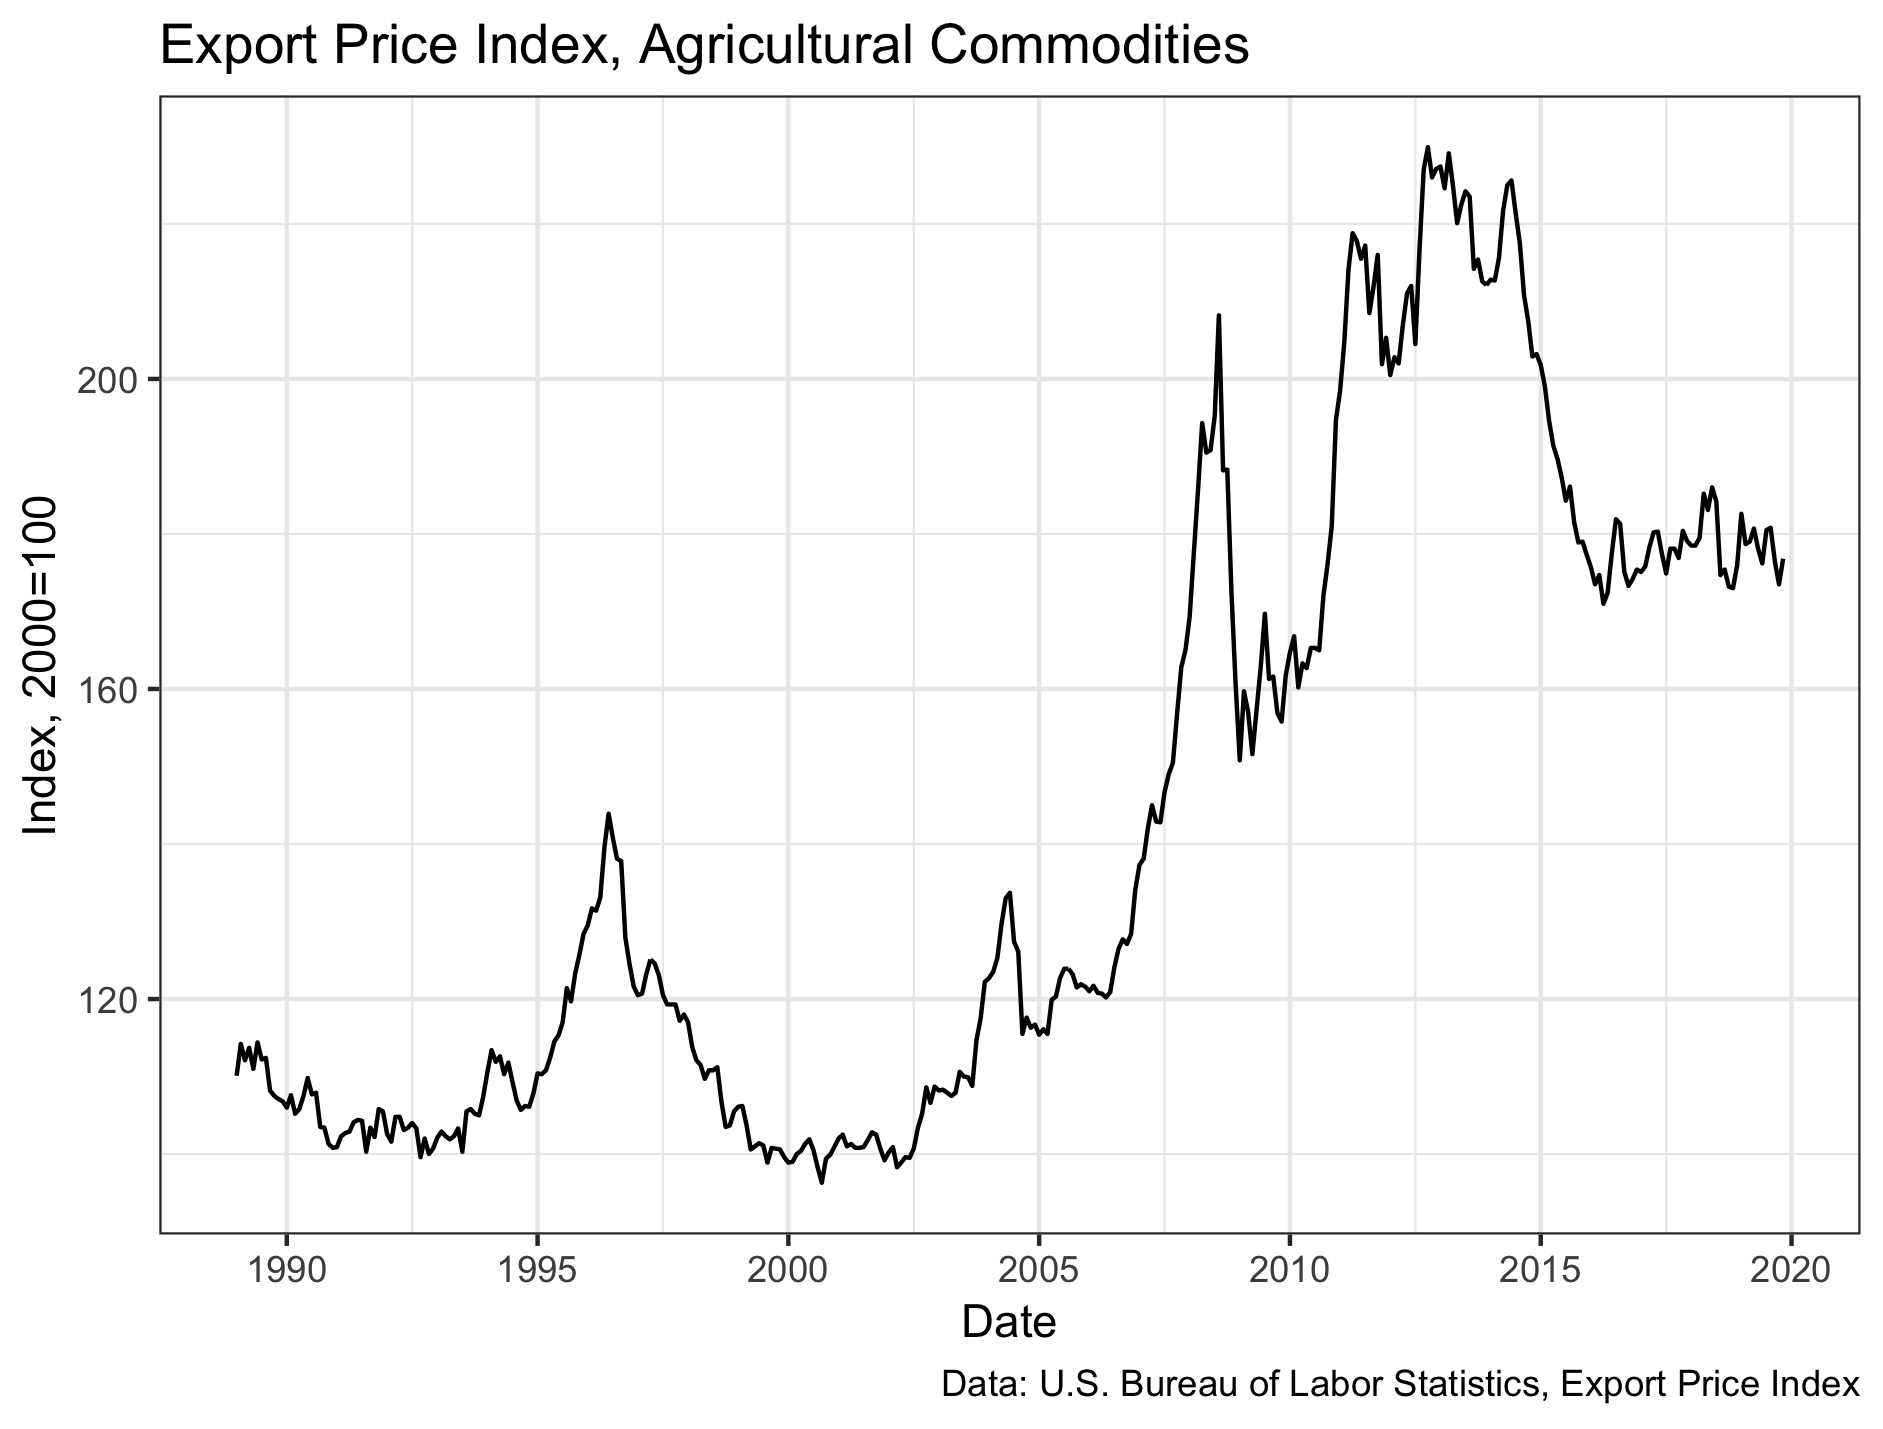 Export Price Index, Agricultural Commodities
Index, 2000=100
200
160
120
1990 1995 2000 2005 2010 2015 2020
Date
Data: U.S. Bureau of Labor Statistics, Export Price Index